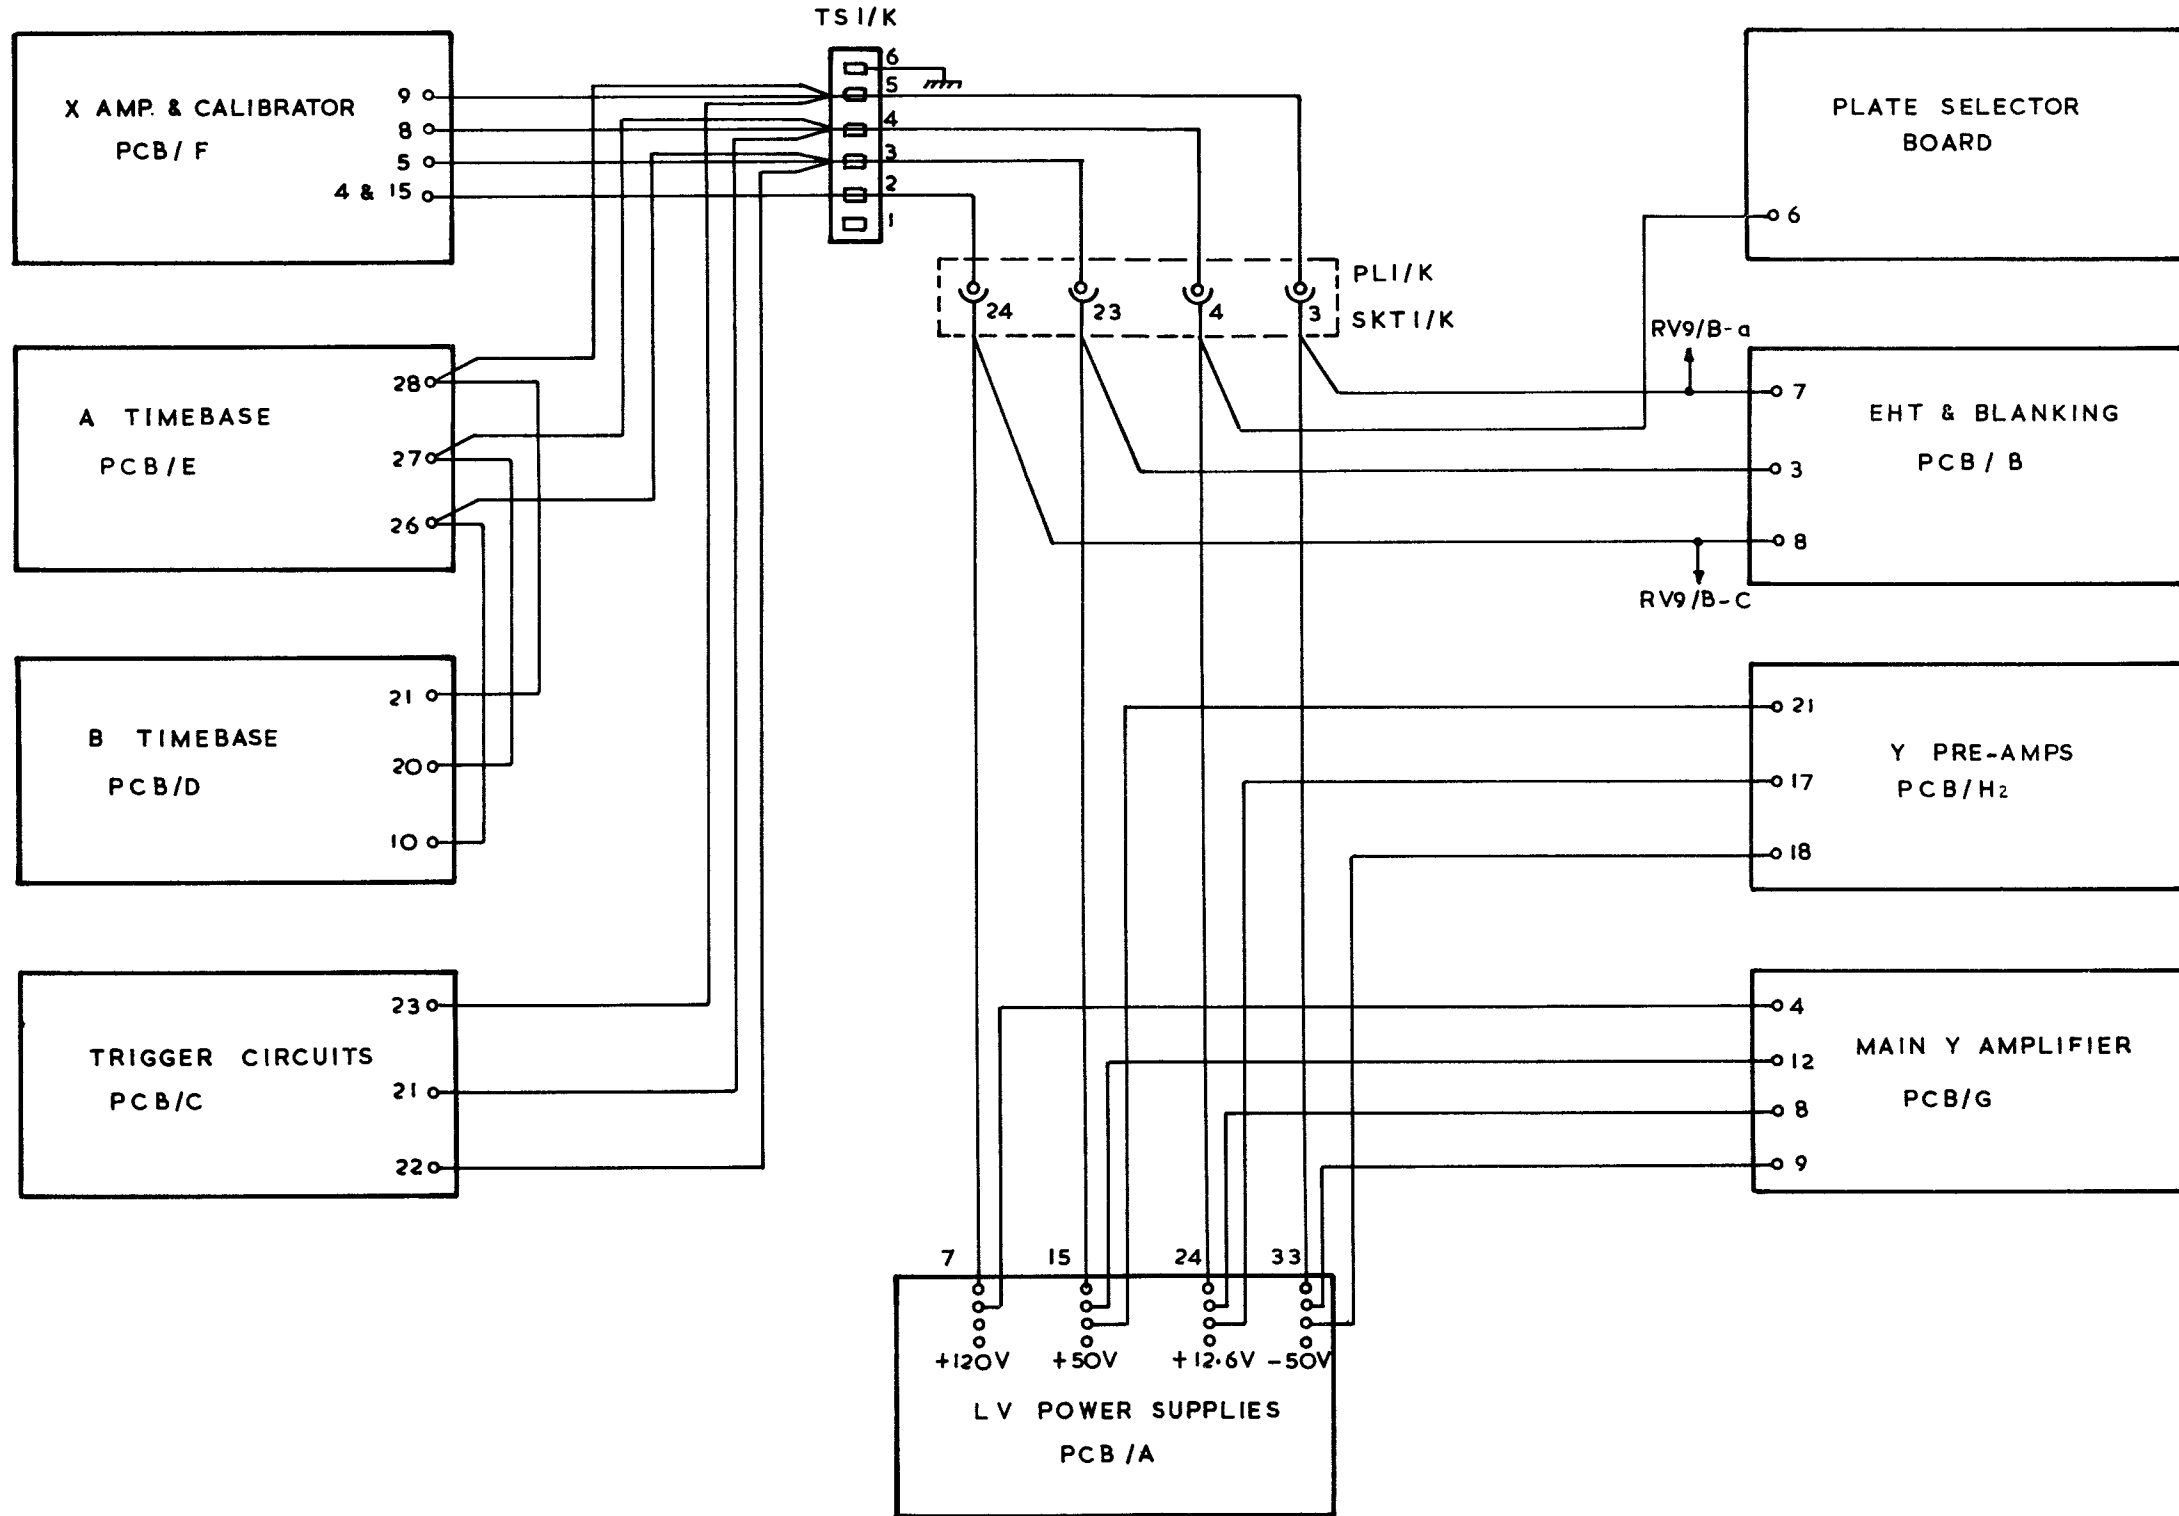 TS1/K
X AMP. & CALIBRATOR
PCB/ F
9
8
5
4 & 15
6
5
4
3
2
1
PLATE SELECTOR
BOARD
6
PL1/K
SKT1/K
24
23
4
3
A TIMEBASE
PCB/E
28
27
26
RV9/B-a
EHT & BLANKING
PCB/ B
7
3
8
RV9/B-C
B TIMEBASE
PCB/D
21
20
10
Y PRE-AMPS
PCB/H2
21
17
18
TRIGGER CIRCUITS
PCB/C
23
21
22
MAIN Y AMPLIFIER
PCB/G
4
12
8
9
7 15 24 33
+120V +50V +12.6V -50V
LV POWER SUPPLIES
PCB/A